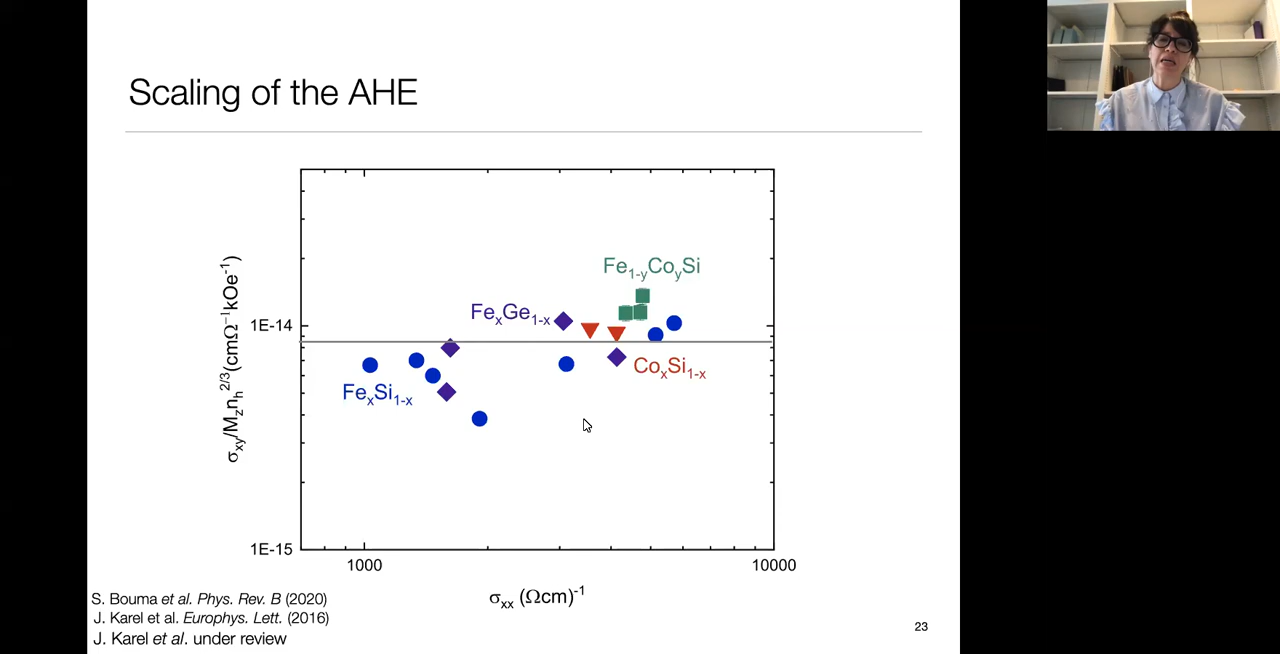 Scaling of the AHE
σxy/Mznh2/3(cmΩ−1kOe-1)
1E-14
1E-15
Fe1-yCoySi
FexGe1-x
CoxSi1-x
FexSi1-x
1000
10000
σxx (Ωcm)-1
S. Bouma et al. Phys. Rev. B (2020)
J. Karel et al. Europhys. Lett. (2016)
J. Karel et al. under review
23